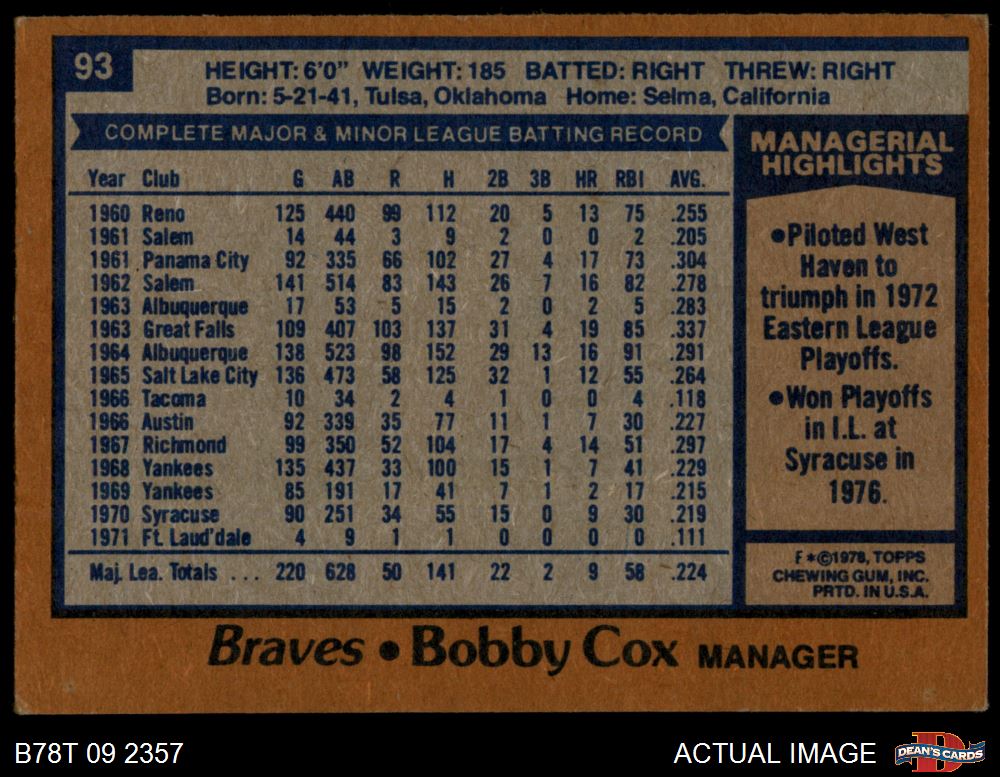 93
HEIGHT: 6'0" WEIGHT: 185 BATTED: RIGHT THREW: RIGHT
Born: 5-21-41, Tulsa, Oklahoma Home: Selma, California
COMPLETE MAJOR & MINOR LEAGUE BATTING RECORD
Year Club G AB R H 2B 3B HR RBI AVG.
1960 Reno 125 440 99 112 20 5 13 75 .255
1961 Salem 14 44 3 9 2 0 0 2 .205
1961 Panama City 92 335 66 102 27 4 17 73 .304
1962 Salem 141 514 83 143 26 7 16 82 .278
1963 Albuquerque 17 53 5 15 2 0 2 5 .283
1963 Great Falls 109 407 103 137 31 4 19 85 .337
1964 Albuquerque 138 523 98 152 29 13 16 91 .291
1965 Salt Lake City 136 473 58 125 32 1 12 55 .264
1966 Tacoma 10 34 2 4 1 0 0 4 .118
1966 Austin 92 339 35 77 11 1 7 30 .227
1967 Richmond 99 350 52 104 17 4 14 51 .297
1968 Yankees 135 437 33 100 15 1 7 41 .229
1969 Yankees 85 191 17 41 7 1 2 17 .215
1970 Syracuse 90 251 34 55 15 0 9 30 .219
1971 Ft. Laud'dale 4 9 1 1 0 0 0 0 .111
Maj. Lea. Totals ... 220 628 50 141 22 2 9 58 .224
MANAGERIAL
HIGHLIGHTS
•Piloted West
Haven to
triumph in 1972
Eastern League
Playoffs.
•Won Playoffs
in I.L. at
Syracuse in
1976.
F *©1978, TOPPS
CHEWING GUM, INC.
PRTD. IN U.S.A.
Braves • Bobby Cox MANAGER
B78T 09 2357
ACTUAL IMAGE
D
DEAN'S CARDS